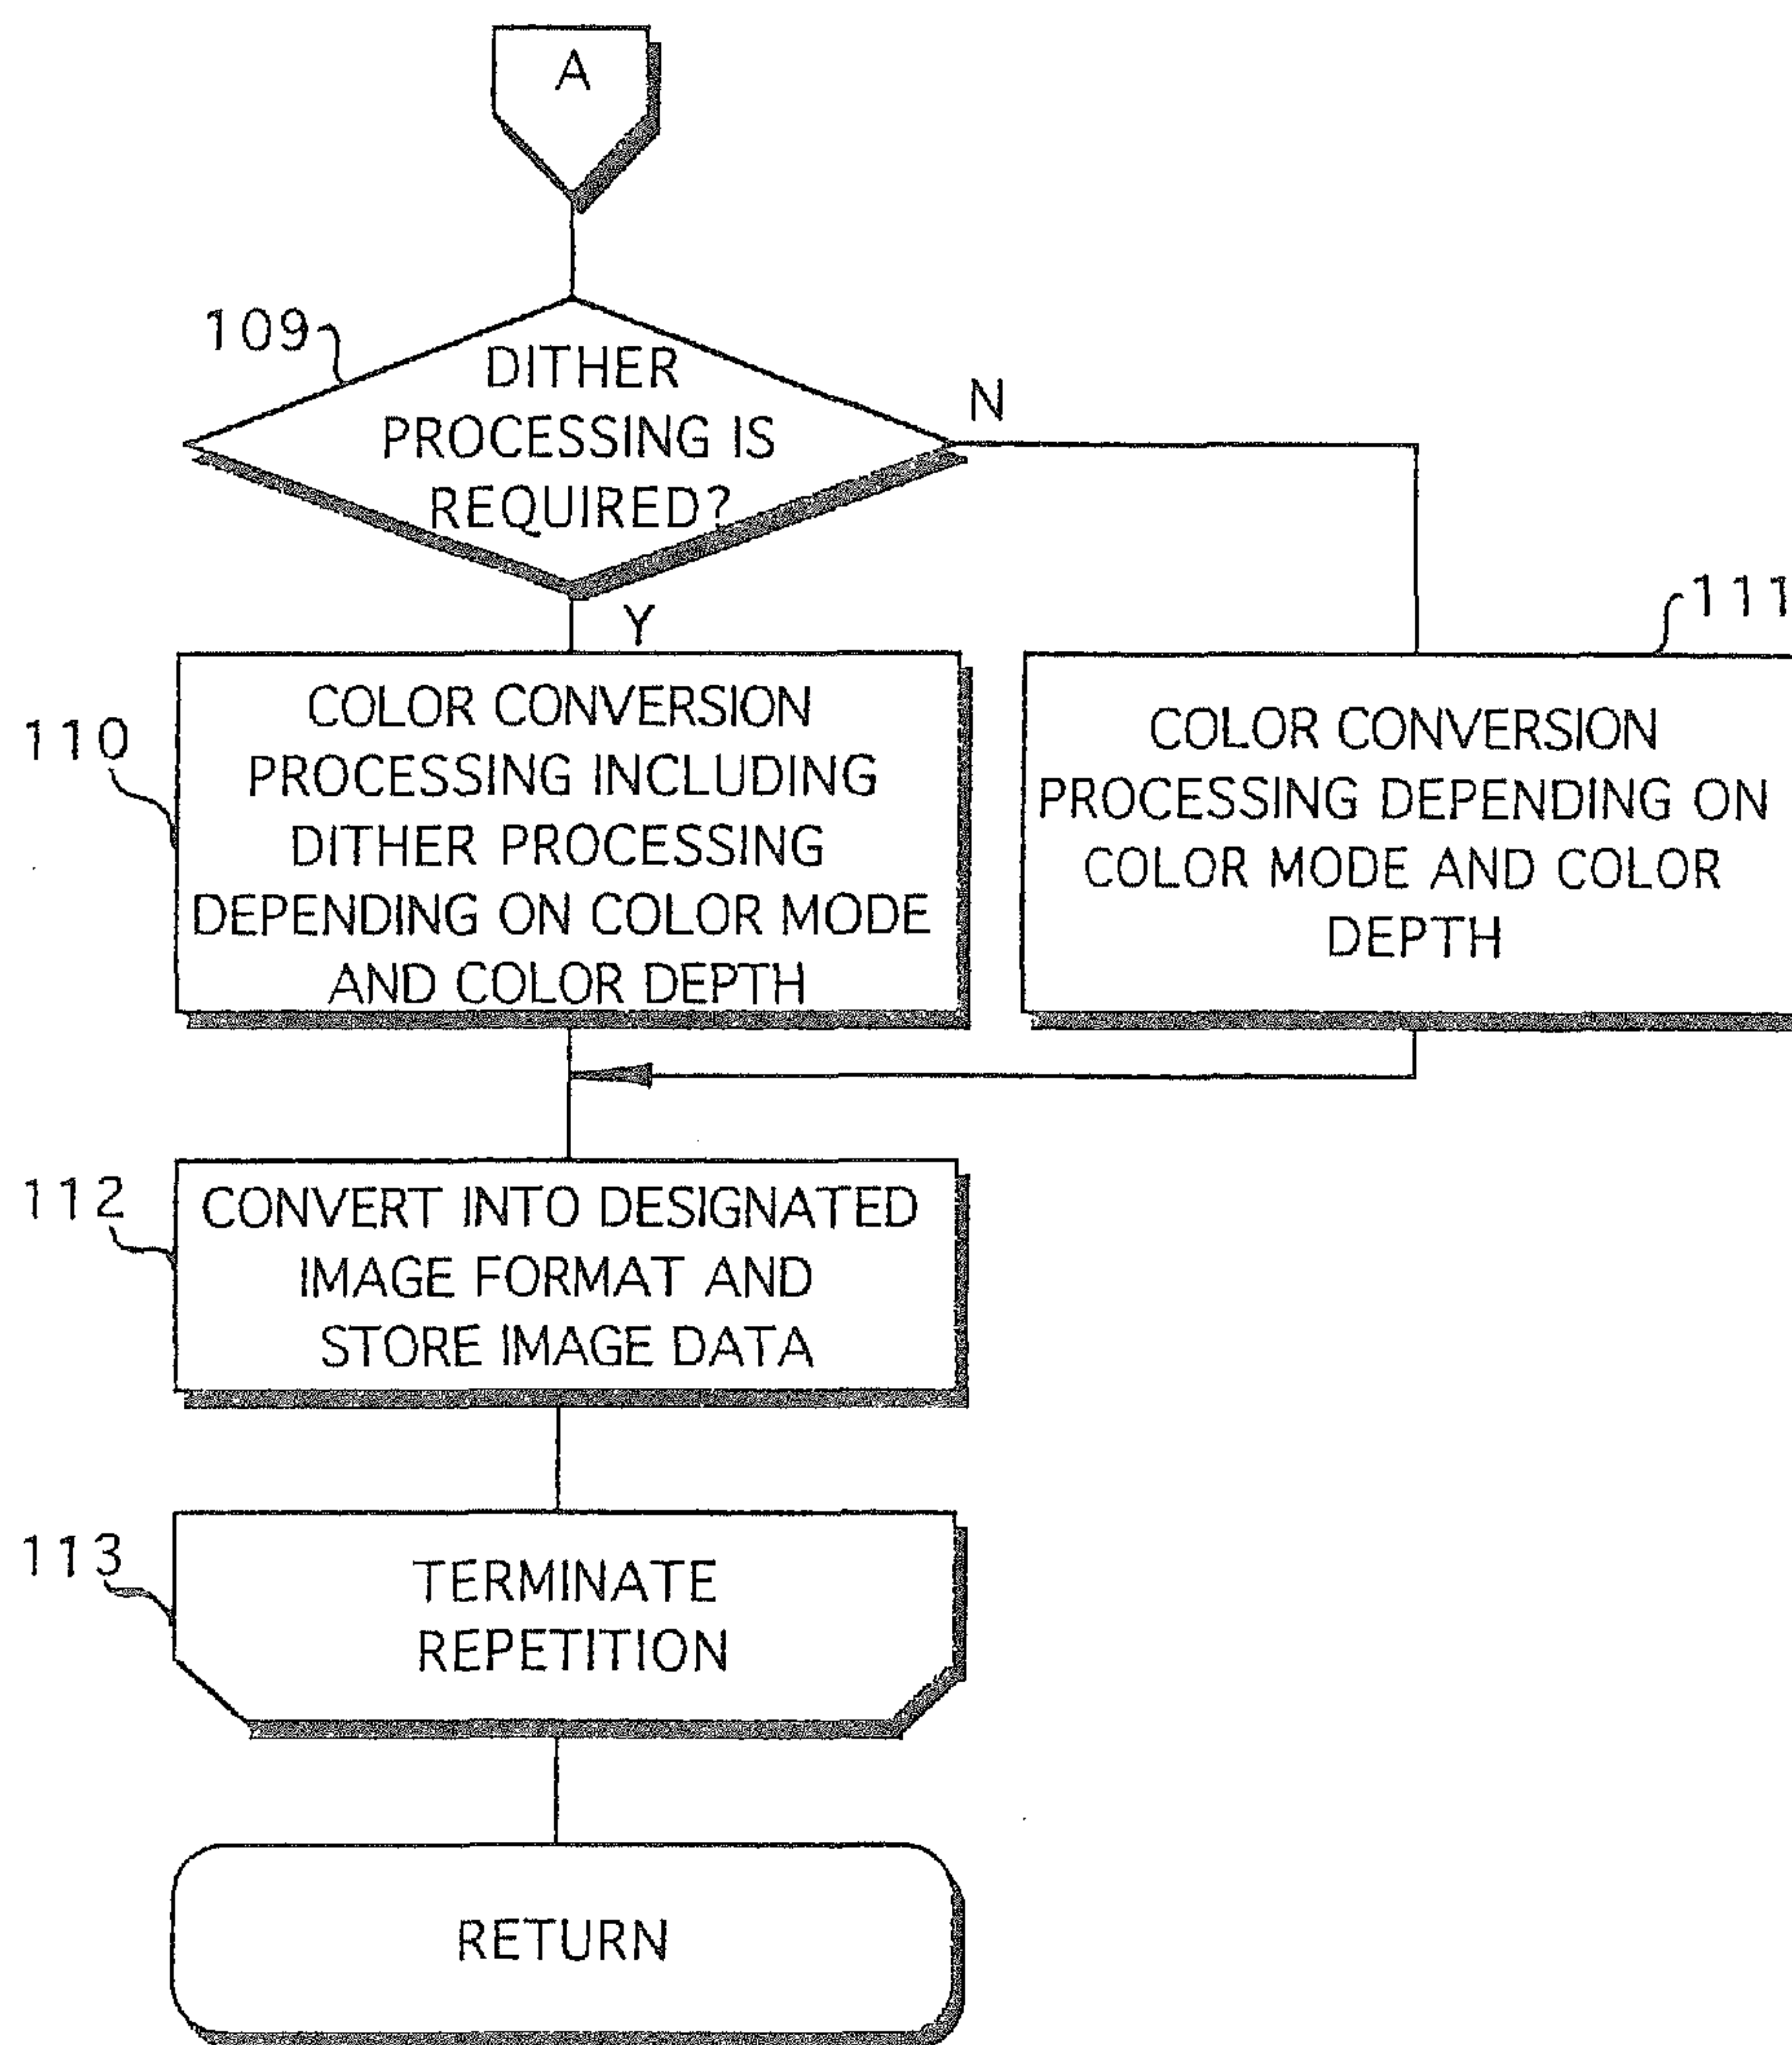 A
109
DITHER
PROCESSING IS
REQUIRED?
N
Y
110
COLOR CONVERSION
PROCESSING INCLUDING
DITHER PROCESSING
DEPENDING ON COLOR MODE
AND COLOR DEPTH
111
COLOR CONVERSION
PROCESSING DEPENDING ON
COLOR MODE AND COLOR
DEPTH
112
CONVERT INTO DESIGNATED
IMAGE FORMAT AND
STORE IMAGE DATA
113
TERMINATE
REPETITION
RETURN